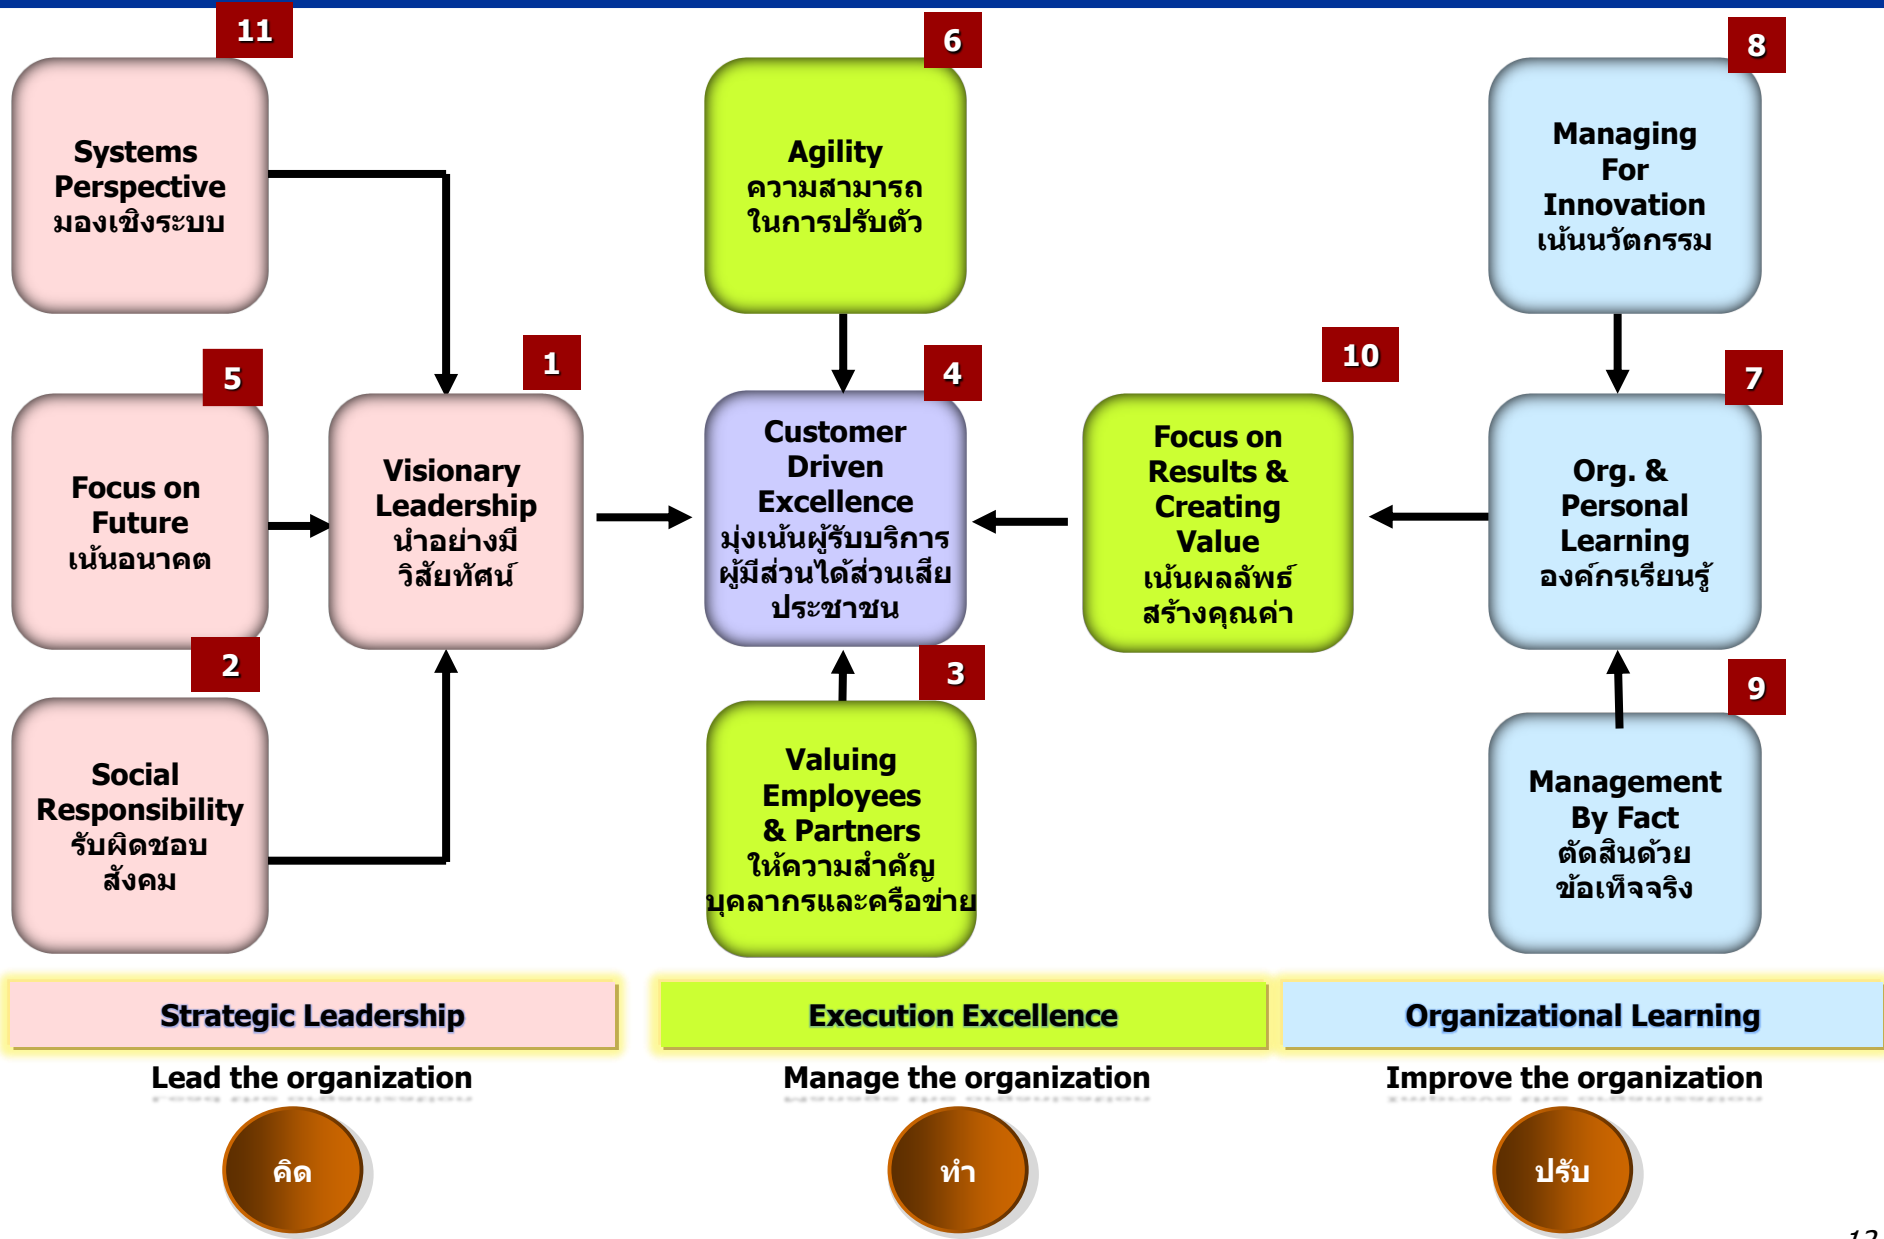 11
Systems
Perspective
มองเชิงระบบ
6
Agility
ความสามารถ
ในการปรับตัว
8
Managing
For
Innovation
เน้นนวัตกรรม
5
Focus on
Future
เน้นอนาคต
1
Visionary
Leadership
นำอย่างมี
วิสัยทัศน์
4
Customer
Driven
Excellence
มุ่งเน้นผู้รับบริการ
ผู้มีส่วนได้ส่วนเสีย
ประชาชน
10
Focus on
Results &
Creating
Value
เน้นผลลัพธ์
สร้างคุณค่า
7
Org. &
Personal
Learning
องค์กรเรียนรู้
2
Social
Responsibility
รับผิดชอบ
สังคม
3
Valuing
Employees
& Partners
ให้ความสำคัญ
บุคลากรและครือข่าย
9
Management
By Fact
ตัดสินด้วย
ข้อเท็จจริง
Strategic Leadership
Execution Excellence
Organizational Learning
Lead the organization
Manage the organization
Improve the organization
คิด
ทำ
ปรับ
12